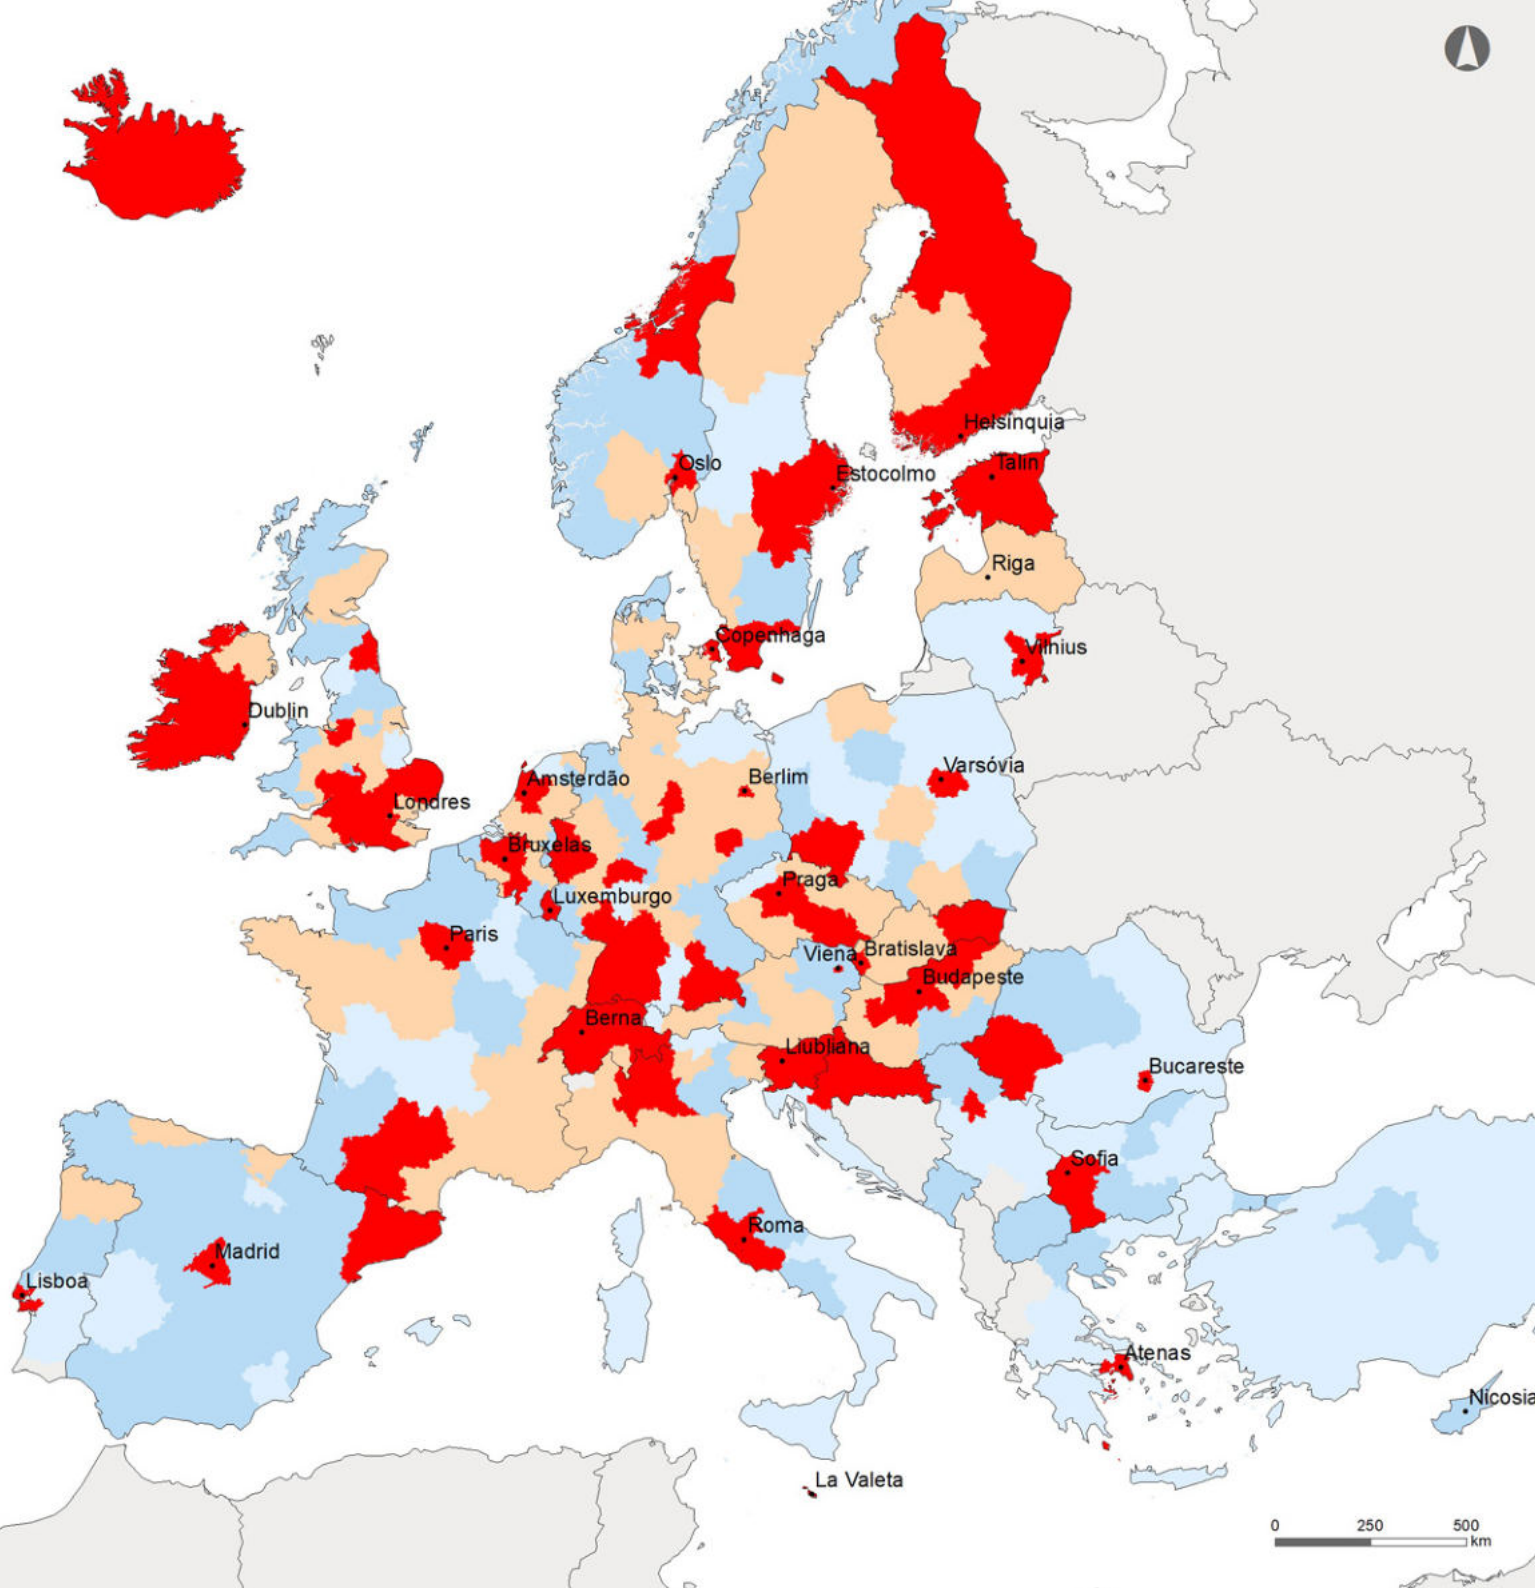 Helsínquia
Oslo
Talin
Estocolmo
Riga
Copenhaga
Vilnius
Dublin
Varsóvia
Amsterdão
Berlim
Londres
Bruxelas
Praga
Luxemburgo
Paris
Viena
Bratislava
Budapeste
Berna
Liubliana
Bucareste
Sofia
Roma
Madrid
Lisboa
Atenas
Nicosia
La Valeta
0 250 500
km